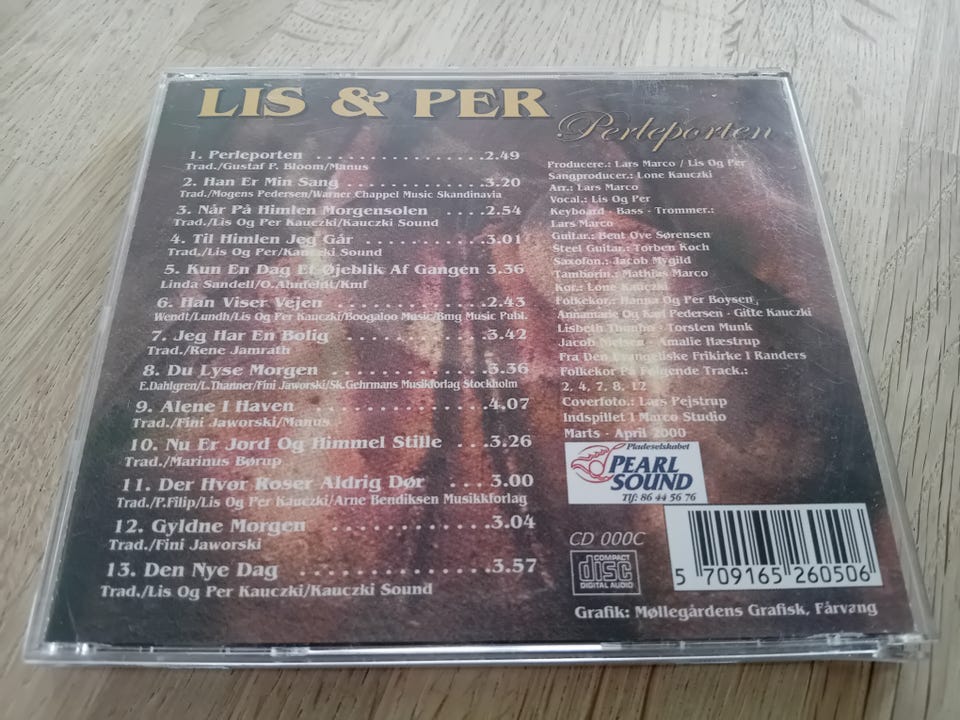 LIS & PER
Perleporten
1. Perleporten .................. 2.49
Trad./Gustaf P. Bloom/Manus
2. Han Er Min Sang .............. 3.20
Trad./Mogens Pedersen/Warner Chappel Music Skandinavia
3. Når På Himlen Morgensolen .... 2.54
Trad./Lis Og Per Kauczki/Kauczki Sound
4. Til Himlen Jeg Går ........... 3.01
Trad./Lis Og Per/Kauczki Sound
5. Kun En Dag Et Øjeblik Af Gangen 3.36
Linda Sandell/O.Ahnfeldt/Kmf
6. Han Viser Vejen .............. 2.43
Wendt/Lundh/Lis Og Per Kauczki/Boogaloo Music/Bmg Music Publ.
7. Jeg Har En Bolig ............. 3.42
Trad./Rene Jamrath
8. Du Lyse Morgen ............... 3.36
E.Dahlgren/L.Thanner/Fini Jaworski/Sk.Gehrmans Musikforlag Stockholm
9. Alene I Haven ................ 4.07
Trad./Fini Jaworski/Manus
10. Nu Er Jord Og Himmel Stille ... 3.26
Trad./Marinus Børup
11. Der Hvor Roser Aldrig Dør ... 3.00
Trad./P.Filip/Lis Og Per Kauczki/Arne Bendiksen Musikkforlag
12. Gyldne Morgen ............... 3.04
Trad./Fini Jaworski
13. Den Nye Dag ................. 3.57
Trad./Lis Og Per Kauczki/Kauczki Sound
Producere.: Lars Marco / Lis Og Per
Sangproducer.: Lone Kauczki
Arr.: Lars Marco
Vocal.: Lis Og Per
Keyboard - Bass - Trommer.:
Lars Marco
Guitar.: Bent Ove Sørensen
Steel Guitar.: Torben Koch
Saxofon.: Jacob Mygild
Tamborin.: Mathias Marco
Kor.: Lone Kauczki
Folkekor.: Hanna Og Per Boysen
Annamarie Og Karl Pedersen - Gitte Kauczki
Lisbeth Thunbo - Torsten Munk
Jacob Nielsen - Amalie Hæstrup
Fra Den Evangeliske Frikirke I Randers
Folkekor På Følgende Track.:
2, 4, 7, 8, 12
Coverfoto.: Lars Pejstrup
Indspillet I Marco Studio
Marts - April 2000
Pladeselskabet
PEARL
SOUND
Tlf: 86 44 56 76
CD 000C
COMPACT
disc
DIGITAL AUDIO
5 709165 260506
Grafik: Møllegårdens Grafisk, Fårvang